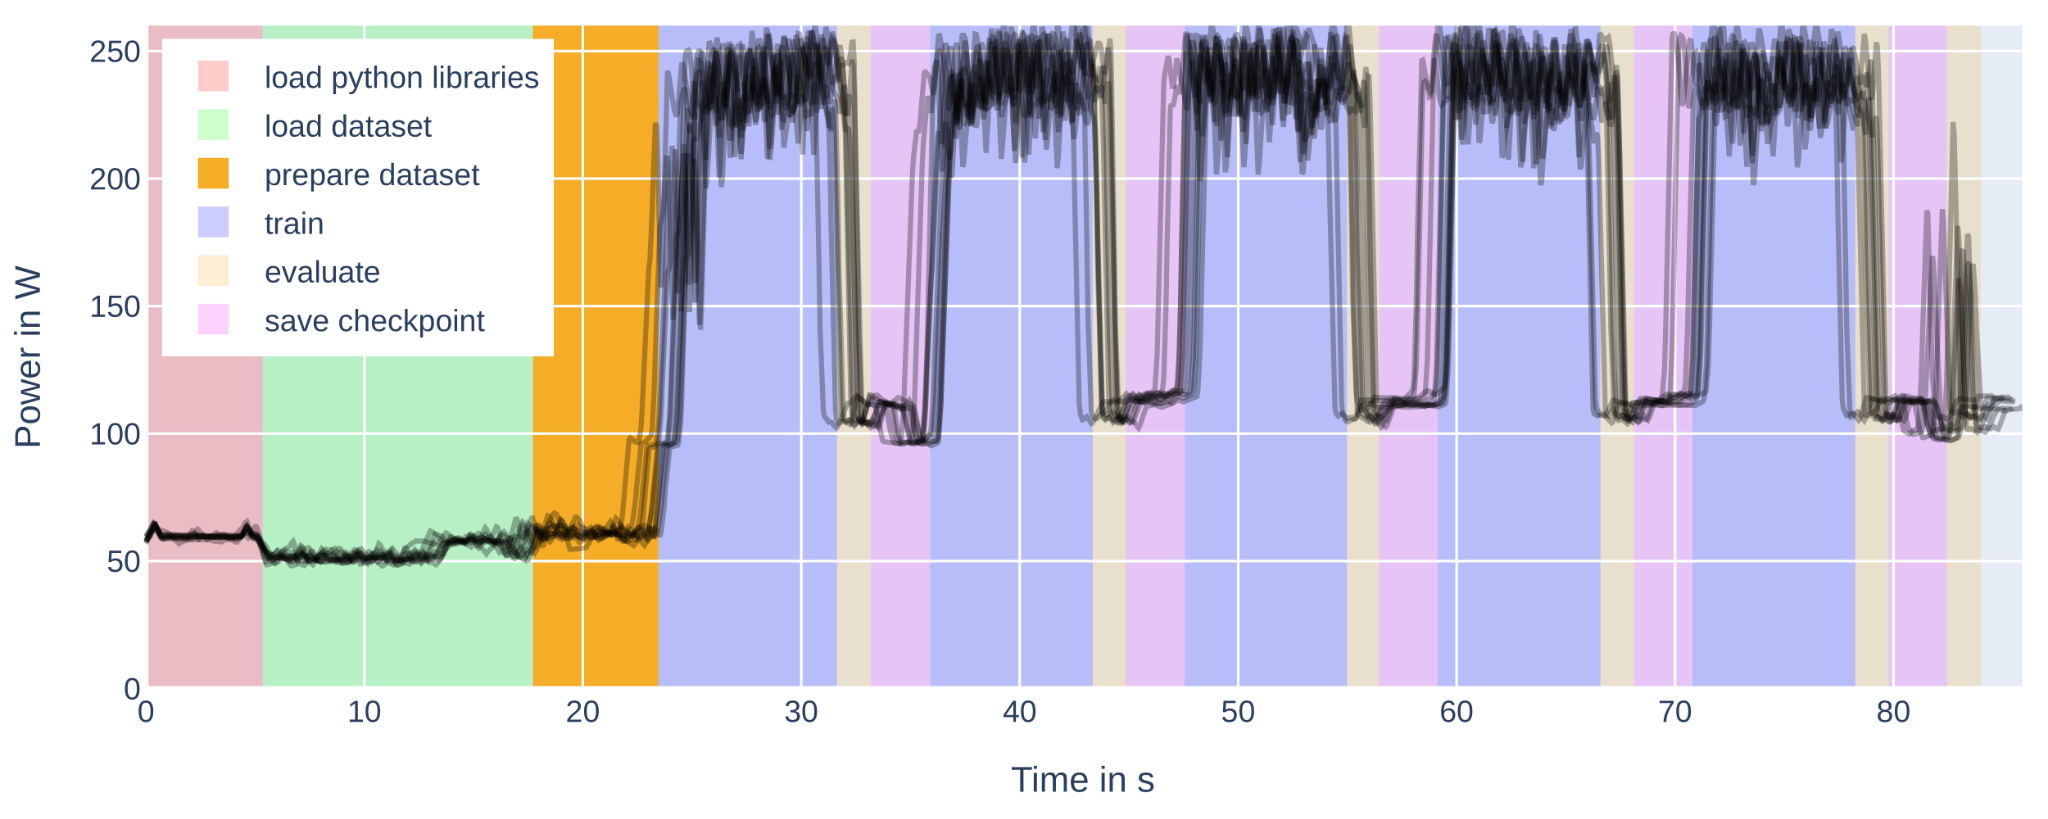 250
200
150
100
50
0
Power in W
load python libraries
load dataset
prepare dataset
train
evaluate
save checkpoint
0 10 20 30 40 50 60 70 80
Time in s